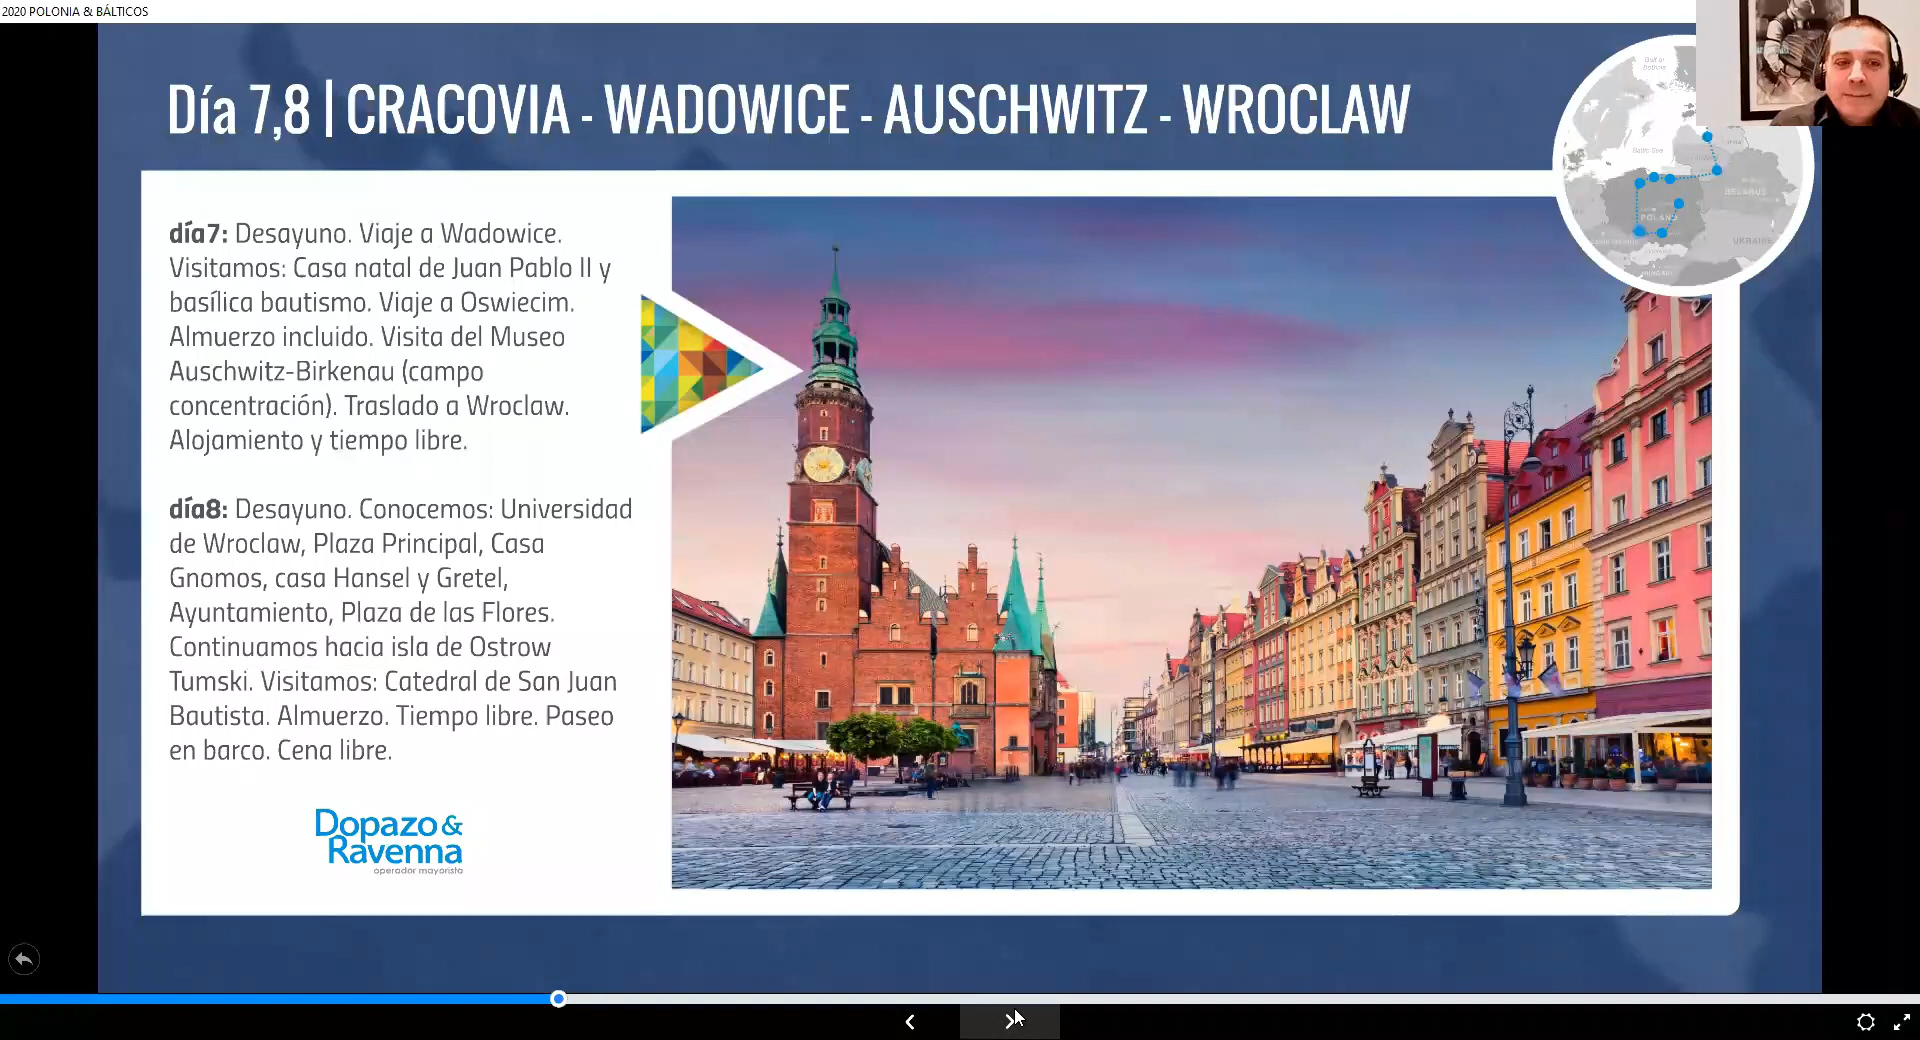 2020 POLONIA & BÁLTICOS
Día 7,8 | CRACOVIA - WADOWICE - AUSCHWITZ - WROCLAW
día7: Desayuno. Viaje a Wadowice.
Visitamos: Casa natal de Juan Pablo II y
basílica bautismo. Viaje a Oswiecim.
Almuerzo incluido. Visita del Museo
Auschwitz-Birkenau (campo
concentración). Traslado a Wroclaw.
Alojamiento y tiempo libre.
día8: Desayuno. Conocemos: Universidad
de Wroclaw, Plaza Principal, Casa
Gnomos, casa Hansel y Gretel,
Ayuntamiento, Plaza de las Flores.
Continuamos hacia isla de Ostrow
Tumski. Visitamos: Catedral de San Juan
Bautista. Almuerzo. Tiempo libre. Paseo
en barco. Cena libre.
Dopazo &
Ravenna
operador mayorista
Baltic Sea
BELARUS
POLAND
UKRAINE